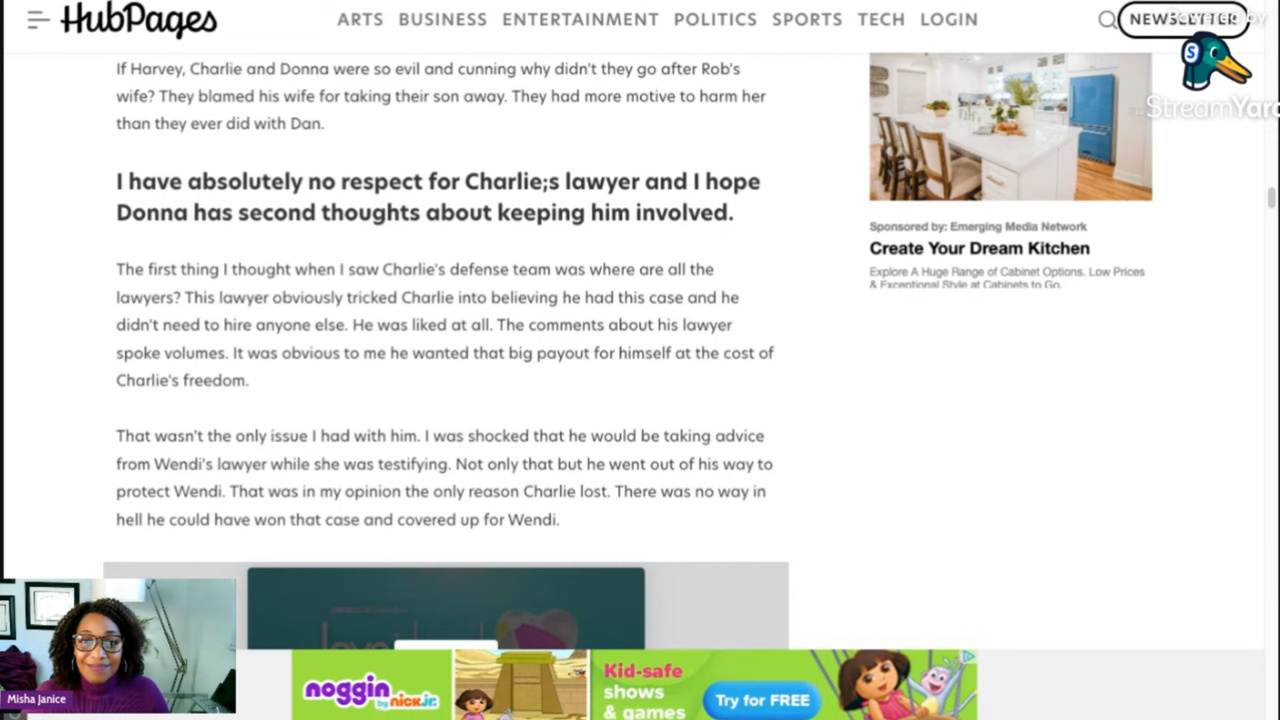 HubPages
ARTS BUSINESS ENTERTAINMENT POLITICS SPORTS TECH LOGIN
NEWSLETTER
Powered by
StreamYard
If Harvey, Charlie and Donna were so evil and cunning why didn't they go after Rob's
wife? They blamed his wife for taking their son away. They had more motive to harm her
than they ever did with Dan.
I have absolutely no respect for Charlie;s lawyer and I hope
Donna has second thoughts about keeping him involved.
The first thing I thought when I saw Charlie's defense team was where are all the
lawyers? This lawyer obviously tricked Charlie into believing he had this case and he
didn't need to hire anyone else. He was liked at all. The comments about his lawyer
spoke volumes. It was obvious to me he wanted that big payout for himself at the cost of
Charlie's freedom.
That wasn't the only issue I had with him. I was shocked that he would be taking advice
from Wendi's lawyer while she was testifying. Not only that but he went out of his way to
protect Wendi. That was in my opinion the only reason Charlie lost. There was no way in
hell he could have won that case and covered up for Wendi.
Sponsored by: Emerging Media Network
Create Your Dream Kitchen
Explore A Huge Range of Cabinet Options. Low Prices
& Exceptional Style at Cabinets to Go.
Misha Janice
noggin
by nick jr.
Kid-safe
shows
& games
Try for FREE